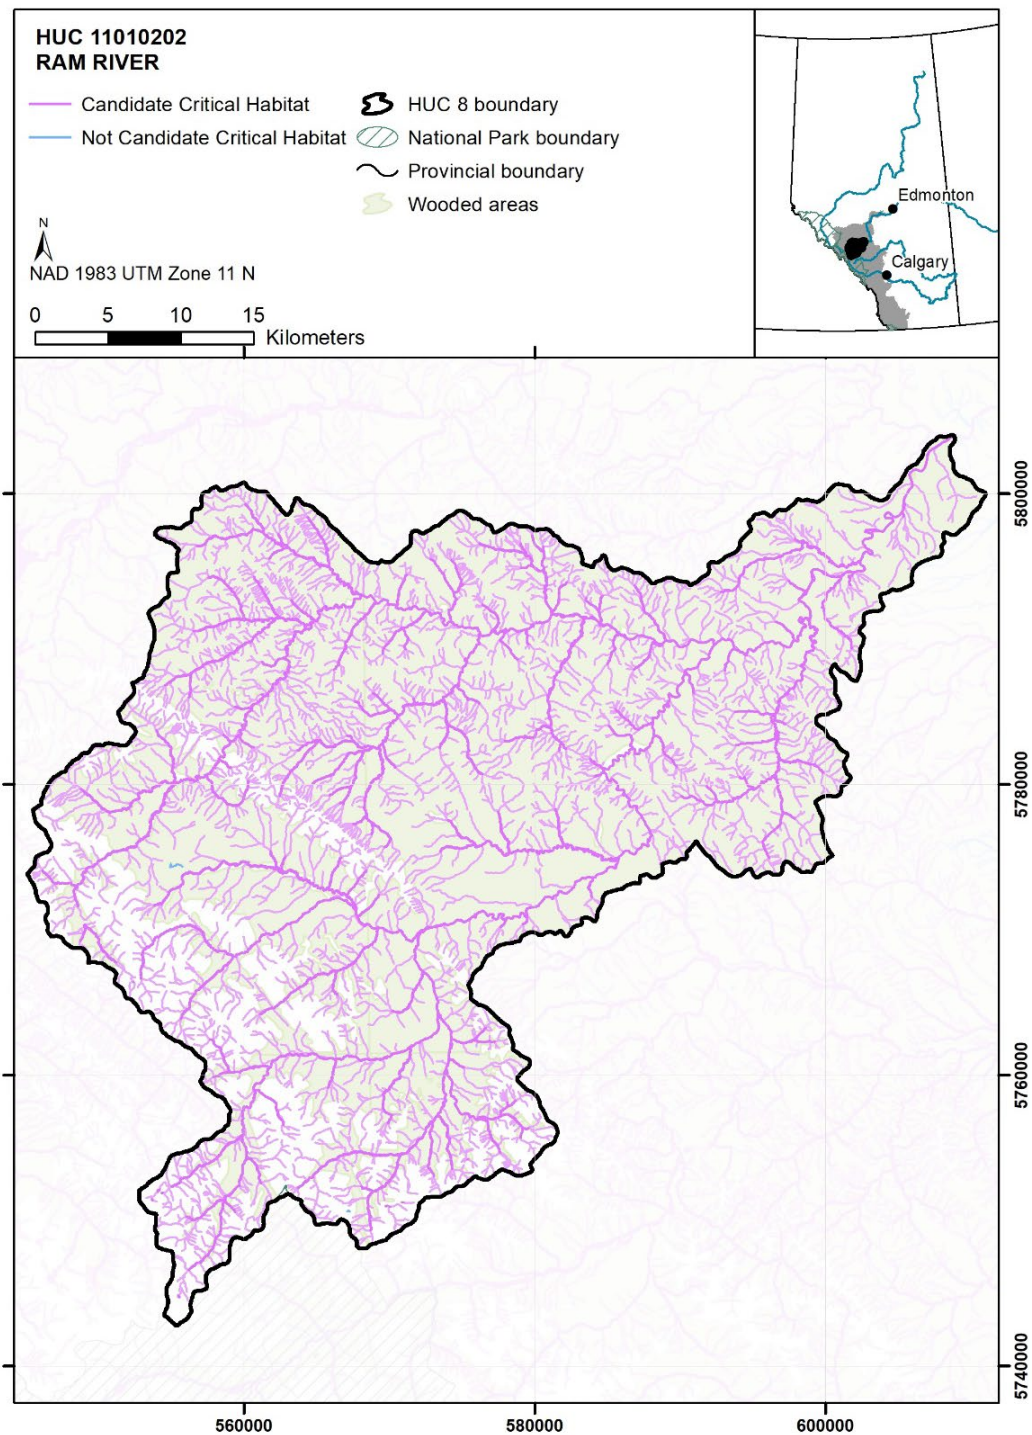 HUC 11010202
RAM RIVER
Candidate Critical Habitat
Not Candidate Critical Habitat
HUC 8 boundary
National Park boundary
Provincial boundary
Wooded areas
N
NAD 1983 UTM Zone 11 N
0 5 10 15
Kilometers
Edmonton
Calgary
5800000
5780000
5760000
5740000
560000 580000 600000